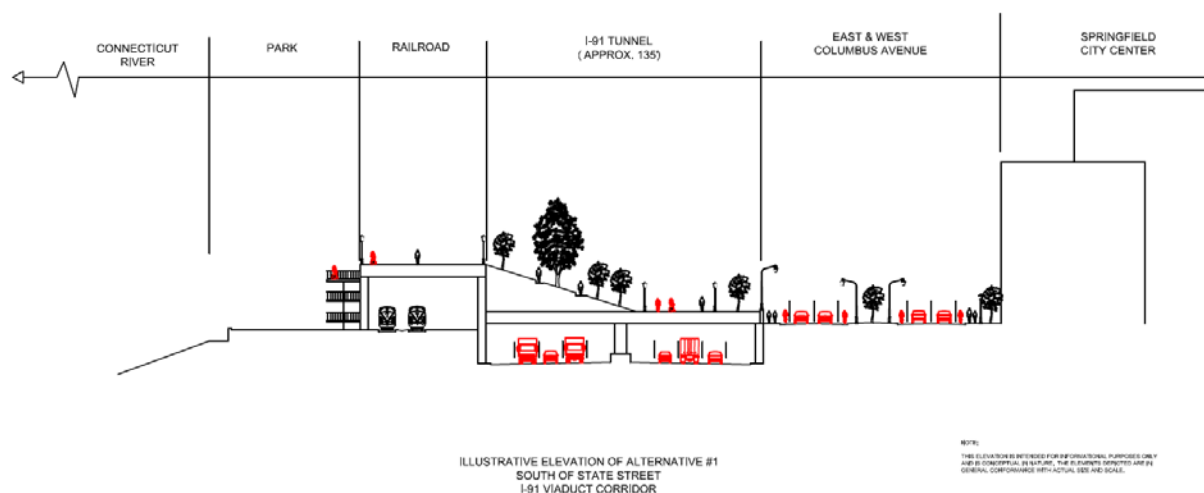 CONNECTICUT
RIVER
PARK
RAILROAD
I-91 TUNNEL
( APPROX. 135')
EAST & WEST
COLUMBUS AVENUE
SPRINGFIELD
CITY CENTER
ILLUSTRATIVE ELEVATION OF ALTERNATIVE #1
SOUTH OF STATE STREET
I-91 VIADUCT CORRIDOR
NOTE:
THIS ELEVATION IS INTENDED FOR INFORMATIONAL PURPOSES ONLY
AND IS CONCEPTUAL IN NATURE. THE ELEMENTS DEPICTED ARE IN
GENERAL CONFORMANCE WITH ACTUAL SIZE AND SCALE.